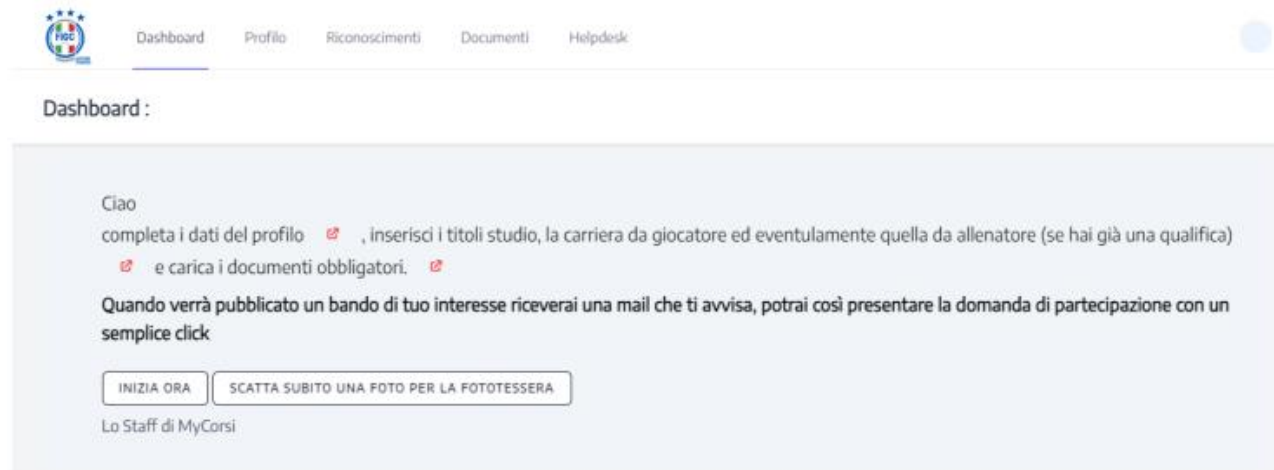 FIGC
Dashboard Profilo Riconoscimenti Documenti Helpdesk
Dashboard :
Ciao
completa i dati del profilo , inserisci i titoli studio, la carriera da giocatore ed eventulamente quella da allenatore (se hai già una qualifica)
e carica i documenti obbligatori.
Quando verrà pubblicato un bando di tuo interesse riceverai una mail che ti avvisa, potrai così presentare la domanda di partecipazione con un
semplice click
INIZIA ORA SCATTA SUBITO UNA FOTO PER LA FOTOTESSERA
Lo Staff di MyCorsi